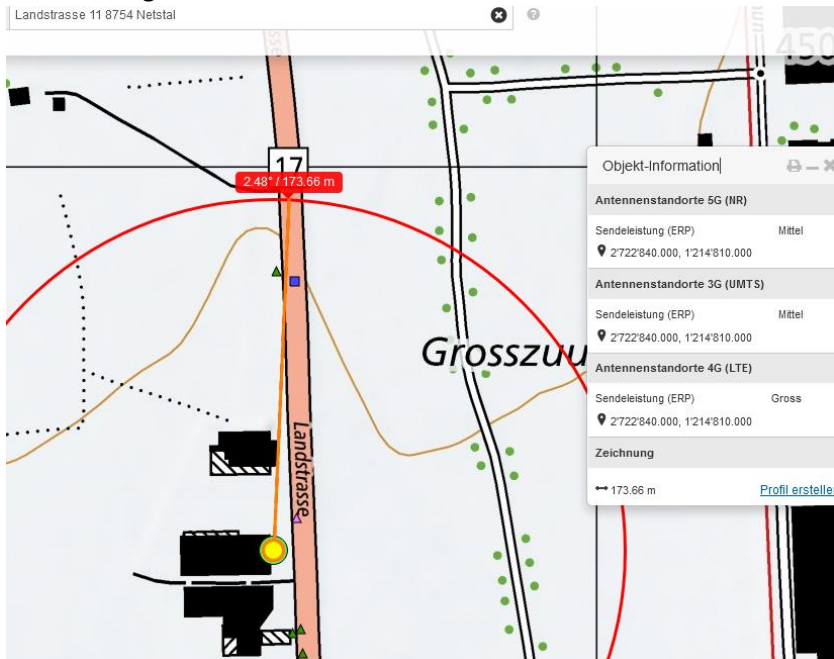 Landstrasse 11 8754 Netstal
450
17
2.48° / 173.66 m
Grosszuu
Landstrasse
Objekt-Information
Antennenstandorte 5G (NR)
Sendeleistung (ERP) Mittel
2'722'840.000, 1'214'810.000
Antennenstandorte 3G (UMTS)
Sendeleistung (ERP) Mittel
2'722'840.000, 1'214'810.000
Antennenstandorte 4G (LTE)
Sendeleistung (ERP) Gross
2'722'840.000, 1'214'810.000
Zeichnung
173.66 m Profil erstelle